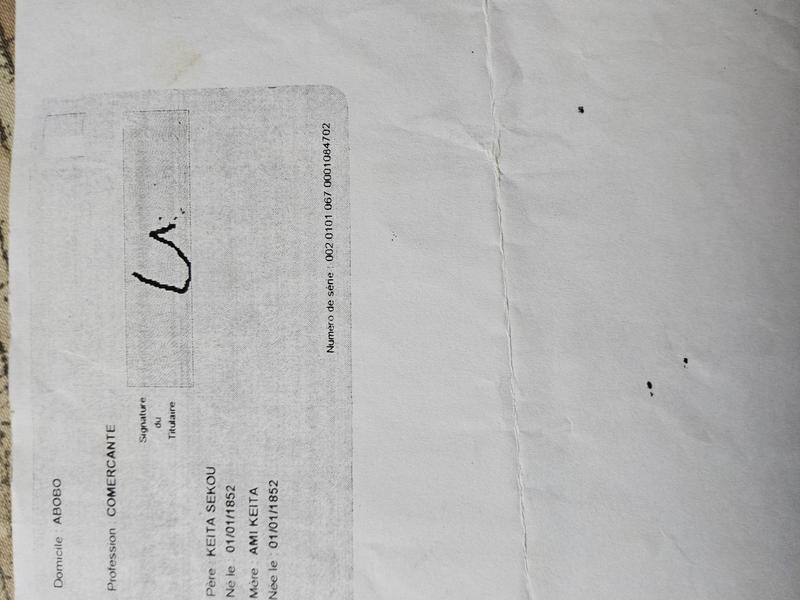 Domicile : ABOBO
Profession COMERCANTE
Signature
du
Titulaire
Père : KEITA SEKOU
Né le : 01/01/1852
Mère : AMI KEITA
Née le : 01/01/1852
Numéro de série : 002 0101 067 0001084702